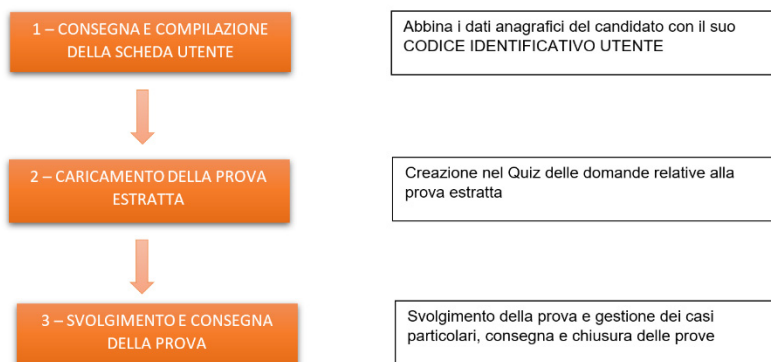 1 – CONSEGNA E COMPILAZIONE
DELLA SCHEDA UTENTE
Abbina i dati anagrafici del candidato con il suo
CODICE IDENTIFICATIVO UTENTE
2 – CARICAMENTO DELLA PROVA
ESTRATTA
Creazione nel Quiz delle domande relative alla
prova estratta
3 – SVOLGIMENTO E CONSEGNA
DELLA PROVA
Svolgimento della prova e gestione dei casi
particolari, consegna e chiusura delle prove